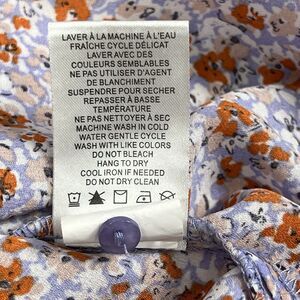 LAVER À LA MACHINE À L'EAU
FRAÎCHE CYCLE DÉLICAT
LAVER AVEC DES
COULEURS SEMBLABLES
NE PAS UTILISER D'AGENT
DE BLANCHIMENT
SUSPENDRE POUR SÉCHER
REPASSER À BASSE
TEMPÉRATURE
NE PAS NETTOYER À SEC
MACHINE WASH IN COLD
WATER GENTLE CYCLE
WASH WITH LIKE COLORS
DO NOT BLEACH
HANG TO DRY
COOL IRON IF NEEDED
DO NOT DRY CLEAN